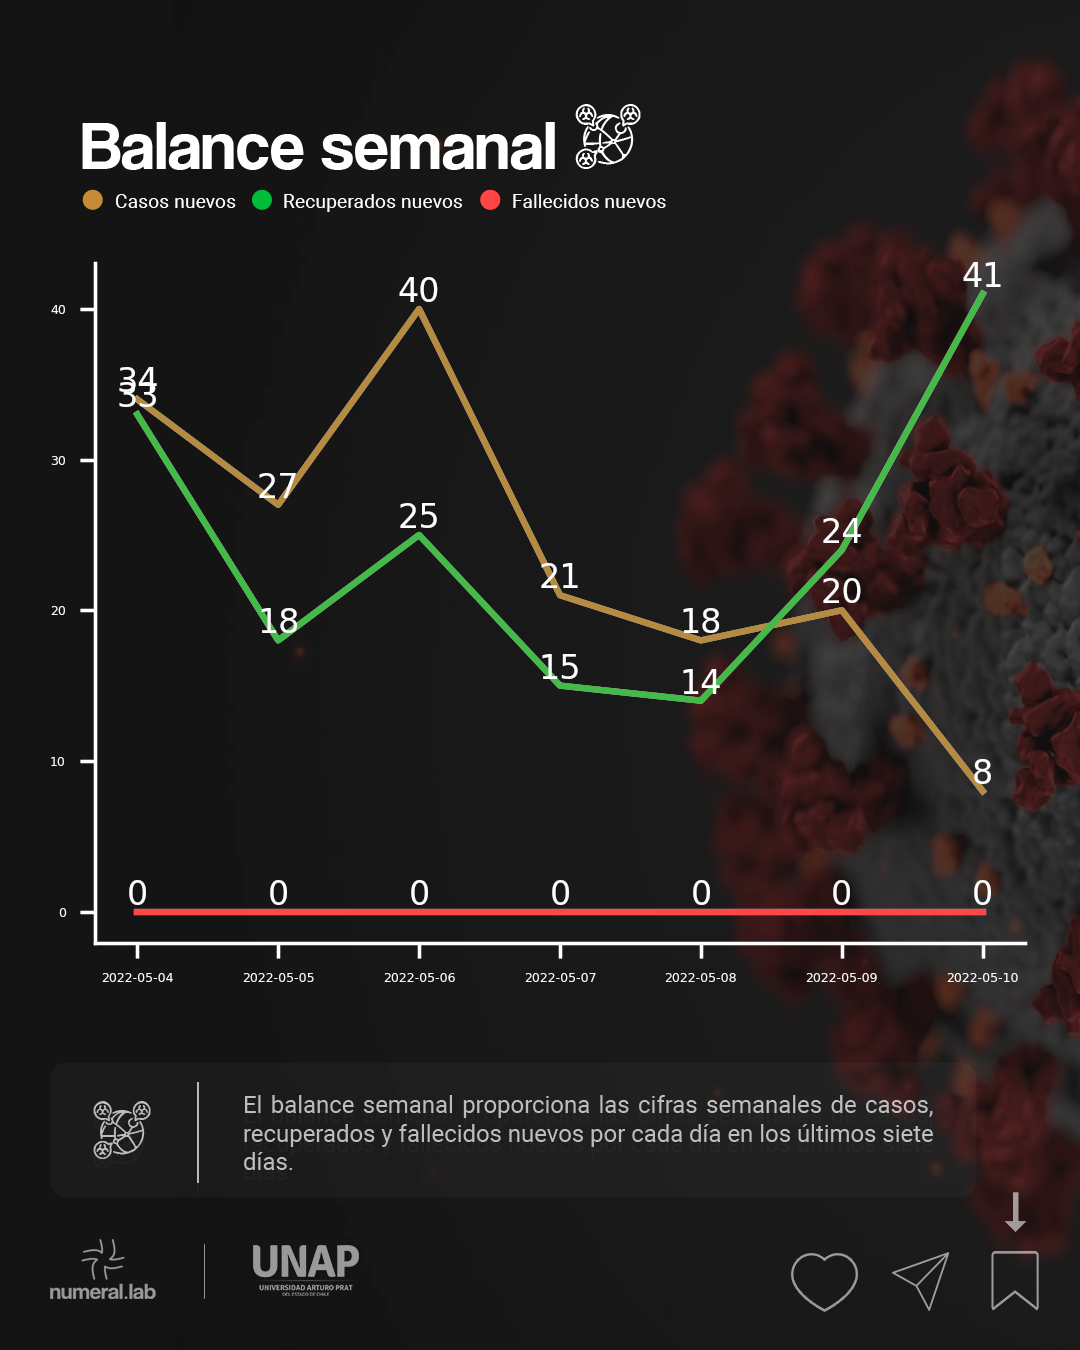 Balance semanal
Casos nuevos Recuperados nuevos Fallecidos nuevos
41
40
40
34
33
30
27
25
24
21
20
20
18
18
15
14
10
8
0 0 0 0 0 0 0
0
2022-05-04 2022-05-05 2022-05-06 2022-05-07 2022-05-08 2022-05-09 2022-05-10
El balance semanal proporciona las cifras semanales de casos,
recuperados y fallecidos nuevos por cada día en los últimos siete
días.
numeral.lab
UNAP
UNIVERSIDAD ARTURO PRAT
DEL ESTADO DE CHILE